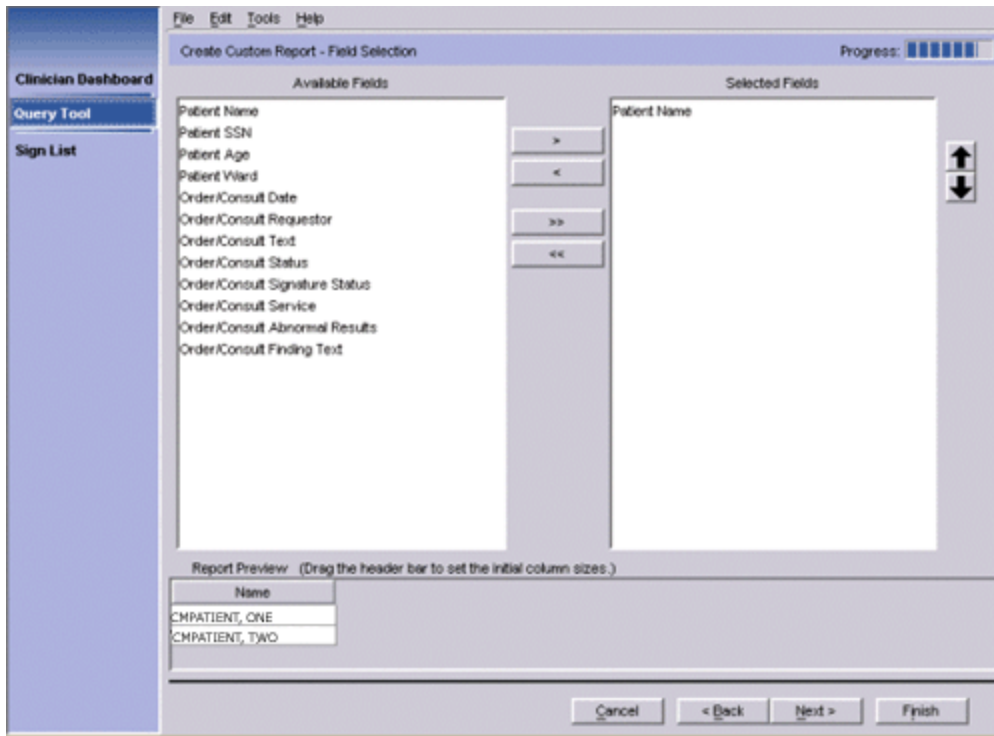 File Edit Tools Help
Create Custom Report - Field Selection
Progress:
Clinician Dashboard
Query Tool
Sign List
Available Fields
Patient Name
Patient SSN
Patient Age
Patient Ward
Order/Consult Date
Order/Consult Requestor
Order/Consult Text
Order/Consult Status
Order/Consult Signature Status
Order/Consult Service
Order/Consult Abnormal Results
Order/Consult Finding Text
>
<
>>
<<
Selected Fields
Patient Name
Report Preview (Drag the header bar to set the initial column sizes.)
Name
CMPATIENT, ONE
CMPATIENT, TWO
Cancel
< Back
Next >
Finish